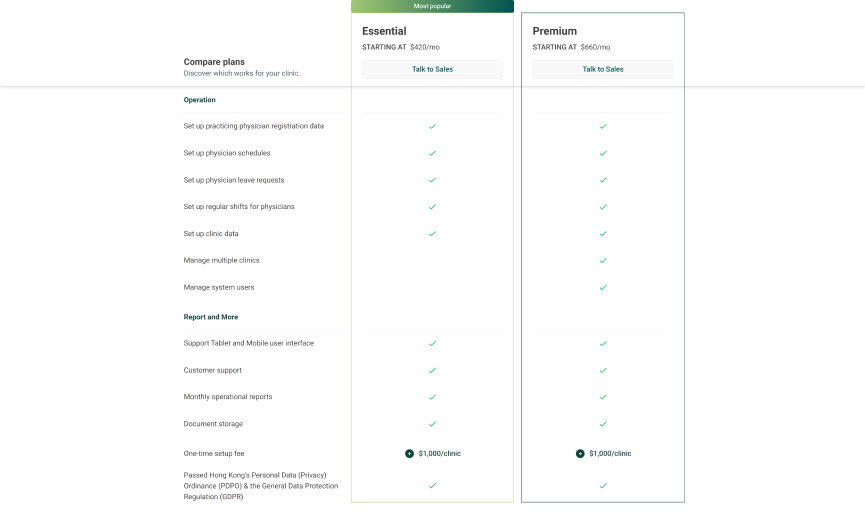 Most popular
Essential
STARTING AT $420/mo
Talk to Sales
Premium
STARTING AT $660/mo
Talk to Sales
Compare plans
Discover which works for your clinic.
Operation
Set up practicing physician registration data
Set up physician schedules
Set up physician leave requests
Set up regular shifts for physicians
Set up clinic data
Manage multiple clinics
Manage system users
Report and More
Support Tablet and Mobile user interface
Customer support
Monthly operational reports
Document storage
One-time setup fee $1,000/clinic $1,000/clinic
Passed Hong Kong's Personal Data (Privacy)
Ordinance (PDPO) & the General Data Protection
Regulation (GDPR)